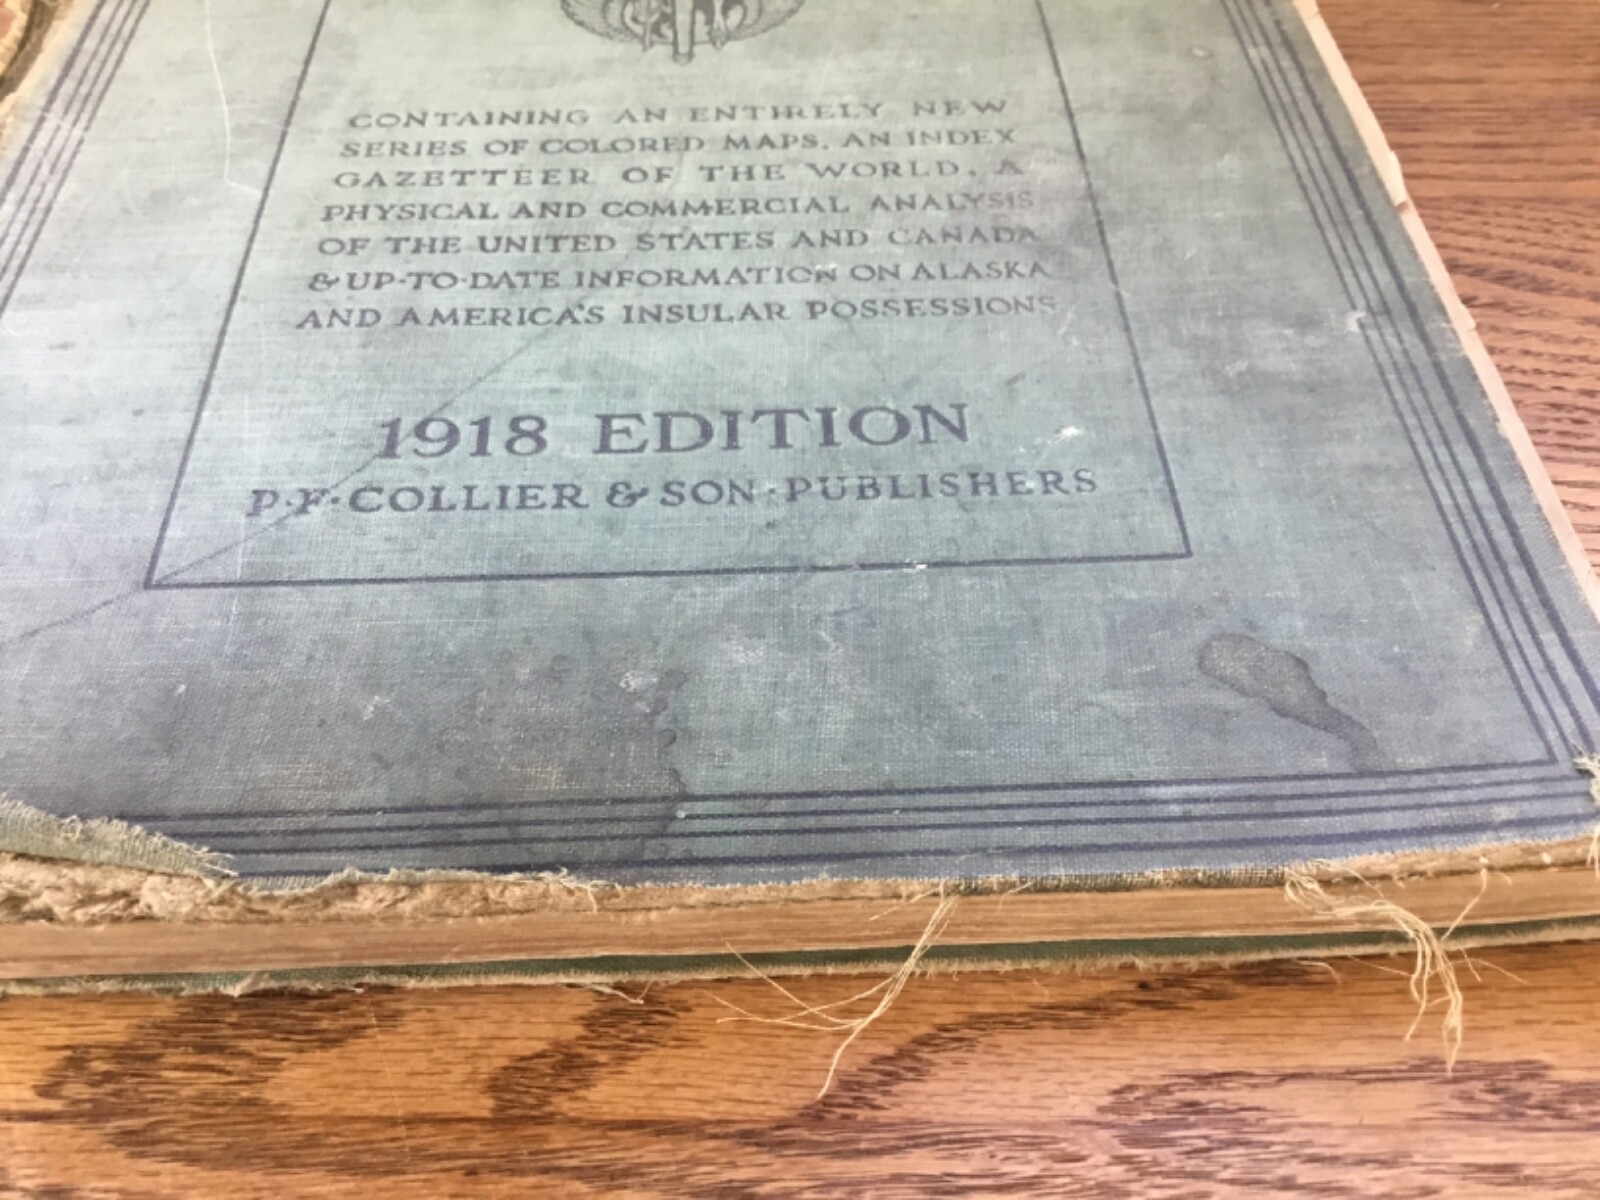 CONTAINING AN ENTIRELY NEW
SERIES OF COLORED MAPS, AN INDEX
GAZETTEER OF THE WORLD, A
PHYSICAL AND COMMERCIAL ANALYSIS
OF THE UNITED STATES AND CANADA
& UP-TO-DATE INFORMATION ON ALASKA
AND AMERICA'S INSULAR POSSESSIONS
1918 EDITION
P·F·COLLIER & SON·PUBLISHERS